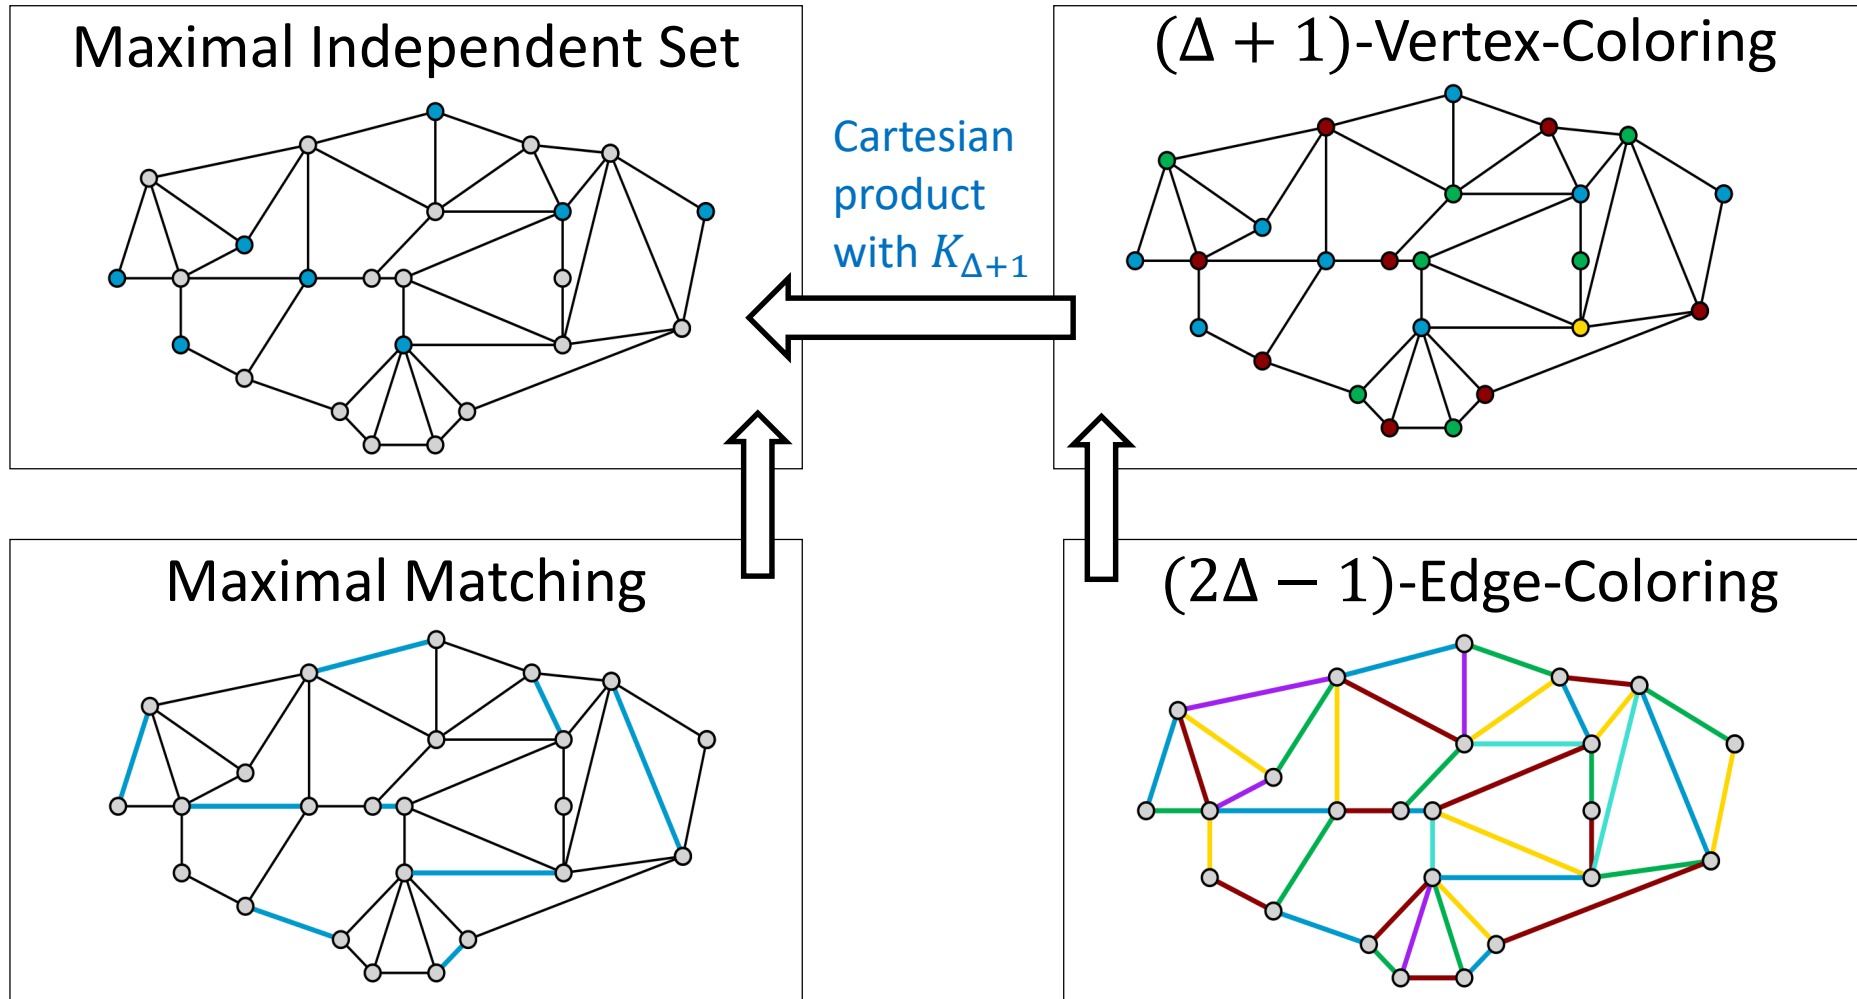 Maximal Independent Set
(Δ + 1)-Vertex-Coloring
Cartesian
product
with K_{Δ+1}
Maximal Matching
(2Δ − 1)-Edge-Coloring